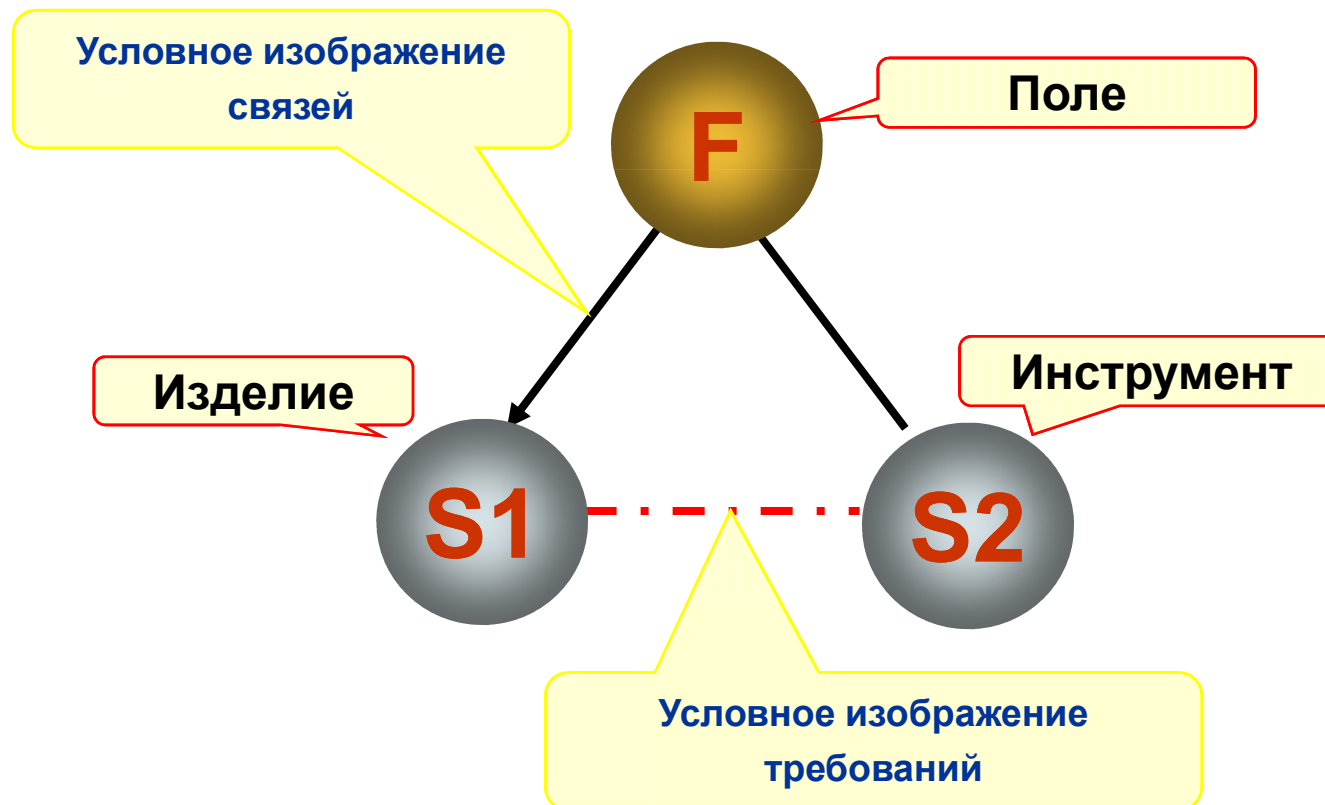 Условное изображение
связей
F
Поле
Изделие
Инструмент
S1
S2
Условное изображение
требований